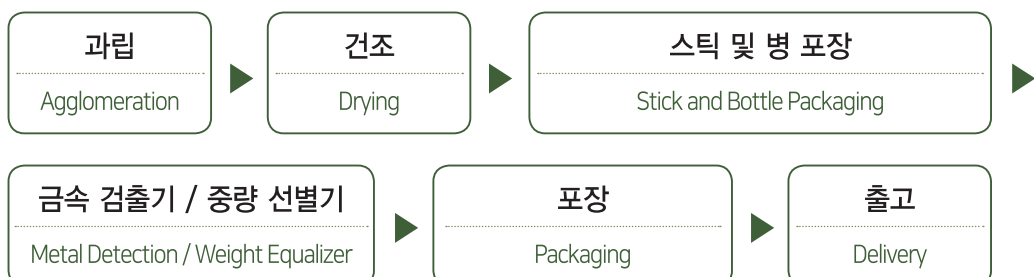 과립
Agglomeration
건조
Drying
스틱 및 병 포장
Stick and Bottle Packaging
금속 검출기 / 중량 선별기
Metal Detection / Weight Equalizer
포장
Packaging
출고
Delivery